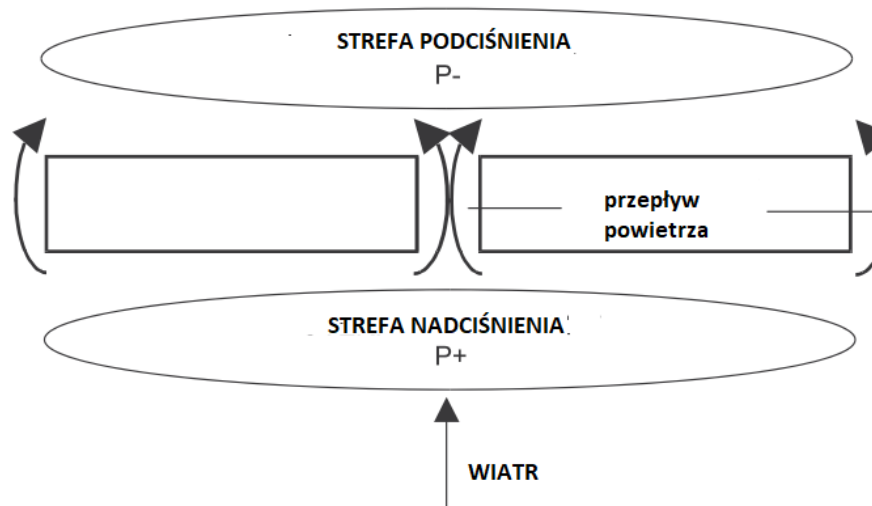 STREFA PODCIŚNIENIA
P-
przepływ
powietrza
STREFA NADCIŚNIENIA
P+
WIATR